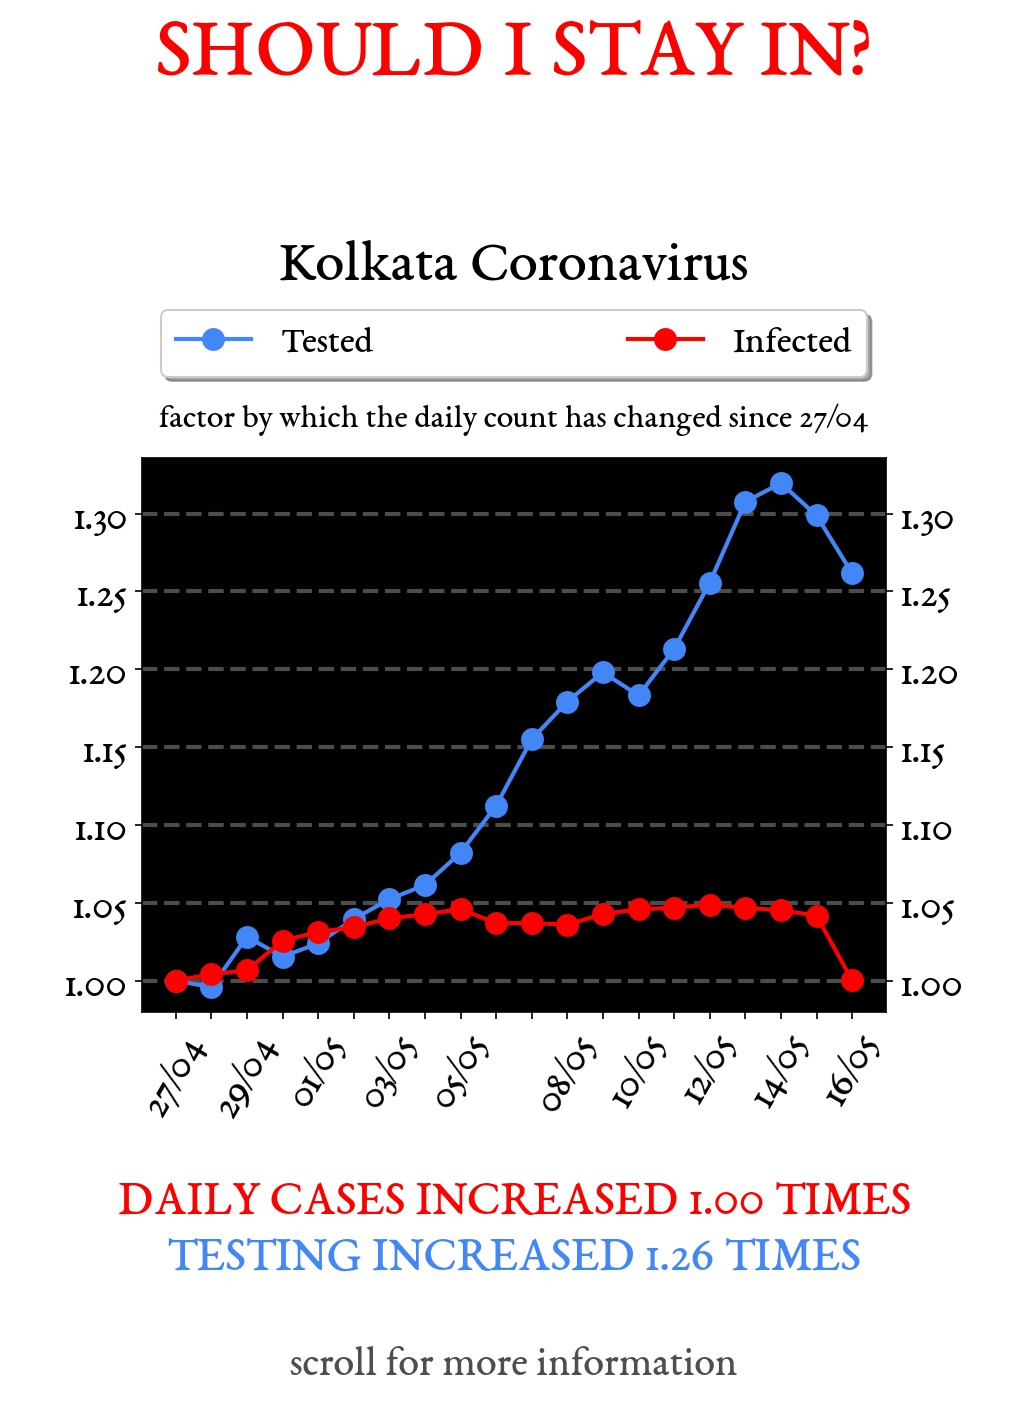 SHOULD I STAY IN?
Kolkata Coronavirus
Tested Infected
factor by which the daily count has changed since 27/04
1.30 1.30
1.25 1.25
1.20 1.20
1.15 1.15
1.10 1.10
1.05 1.05
1.00 1.00
27/04 29/04 01/05 03/05 05/05 08/05 10/05 12/05 14/05 16/05
DAILY CASES INCREASED 1.00 TIMES
TESTING INCREASED 1.26 TIMES
scroll for more information